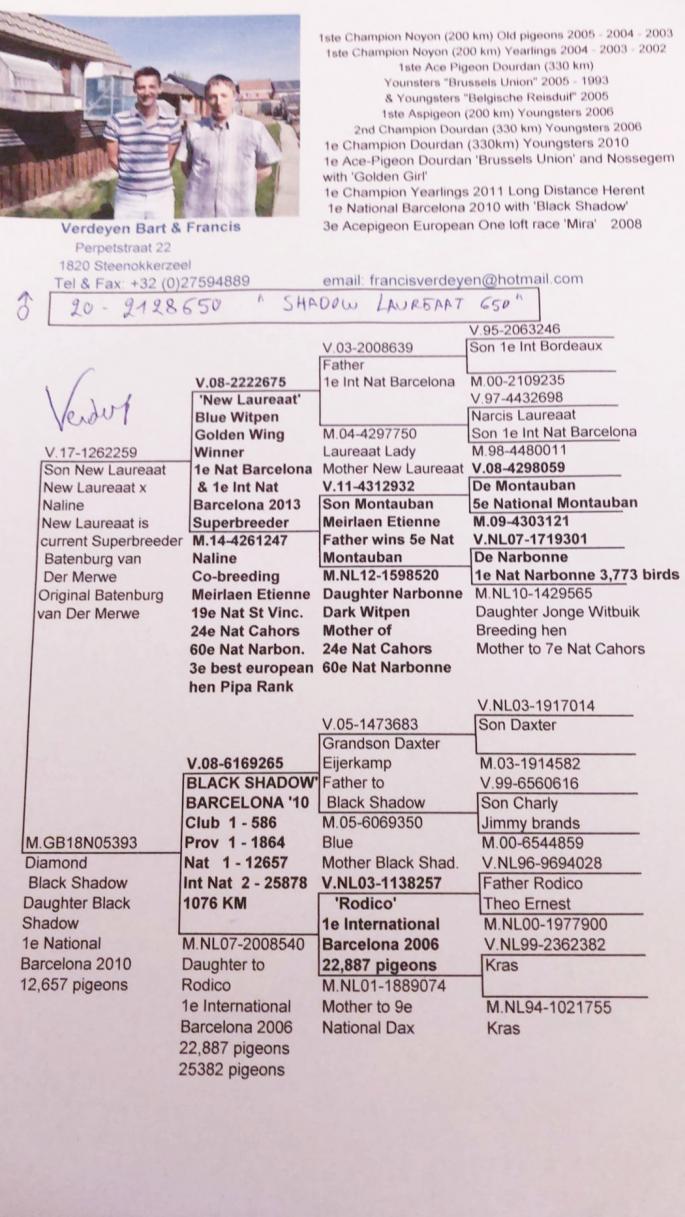 1ste Champion Noyon (200 km) Old pigeons 2005 - 2004 - 2003
1ste Champion Noyon (200 km) Yearlings 2004 - 2003 - 2002
1ste Ace Pigeon Dourdan (330 km)
Younsters "Brussels Union" 2005 - 1993
& Youngsters "Belgische Reisduif" 2005
1ste Aspigeon (200 km) Youngsters 2006
2nd Champion Dourdan (330 km) Youngsters 2006
1e Champion Dourdan (330km) Youngsters 2010
1e Ace-Pigeon Dourdan 'Brussels Union' and Nossegem
with 'Golden Girl'
1e Champion Yearlings 2011 Long Distance Herent
1e National Barcelona 2010 with 'Black Shadow'
3e Acepigeon European One loft race 'Mira' 2008
Verdeyen Bart & Francis
Perpetstraat 22
1820 Steenokkerzeel
Tel & Fax: +32 (0)27594889
email: francisverdeyen@hotmail.com
♂ 20 - 2128650 " SHADOW LAUREAAT 650 "
V.17-1262259
Son New Laureaat
New Laureaat x
Naline
New Laureaat is
current Superbreeder
Batenburg van
Der Merwe
Original Batenburg
van Der Merwe
V.08-2222675
'New Laureaat'
Blue Witpen
Golden Wing
Winner
1e Nat Barcelona
& 1e Int Nat
Barcelona 2013
Superbreeder
M.14-4261247
Naline
Co-breeding
Meirlaen Etienne
19e Nat St Vinc.
24e Nat Cahors
60e Nat Narbon.
3e best european
hen Pipa Rank
V.03-2008639
Father
1e Int Nat Barcelona
M.04-4297750
Laureaat Lady
Mother New Laureaat
V.11-4312932
Son Montauban
Meirlaen Etienne
Father wins 5e Nat
Montauban
M.NL12-1598520
Daughter Narbonne
Dark Witpen
Mother of
24e Nat Cahors
60e Nat Narbonne
V.95-2063246
Son 1e Int Bordeaux
M.00-2109235
V.97-4432698
Narcis Laureaat
Son 1e Int Nat Barcelona
M.98-4480011
V.08-4298059
De Montauban
5e National Montauban
M.09-4303121
V.NL07-1719301
De Narbonne
1e Nat Narbonne 3,773 birds
M.NL10-1429565
Daughter Jonge Witbuik
Breeding hen
Mother to 7e Nat Cahors
M.GB18N05393
Diamond
Black Shadow
Daughter Black
Shadow
1e National
Barcelona 2010
12,657 pigeons
V.08-6169265
BLACK SHADOW'
BARCELONA '10
Club 1 - 586
Prov 1 - 1864
Nat 1 - 12657
Int Nat 2 - 25878
1076 KM
M.NL07-2008540
Daughter to
Rodico
1e International
Barcelona 2006
22,887 pigeons
25382 pigeons
V.05-1473683
Grandson Daxter
Eijerkamp
Father to
Black Shadow
M.05-6069350
Blue
Mother Black Shad.
V.NL03-1138257
'Rodico'
1e International
Barcelona 2006
22,887 pigeons
M.NL01-1889074
Mother to 9e
National Dax
V.NL03-1917014
Son Daxter
M.03-1914582
V.99-6560616
Son Charly
Jimmy brands
M.00-6544859
V.NL96-9694028
Father Rodico
Theo Ernest
M.NL00-1977900
V.NL99-2362382
Kras
M.NL94-1021755
Kras